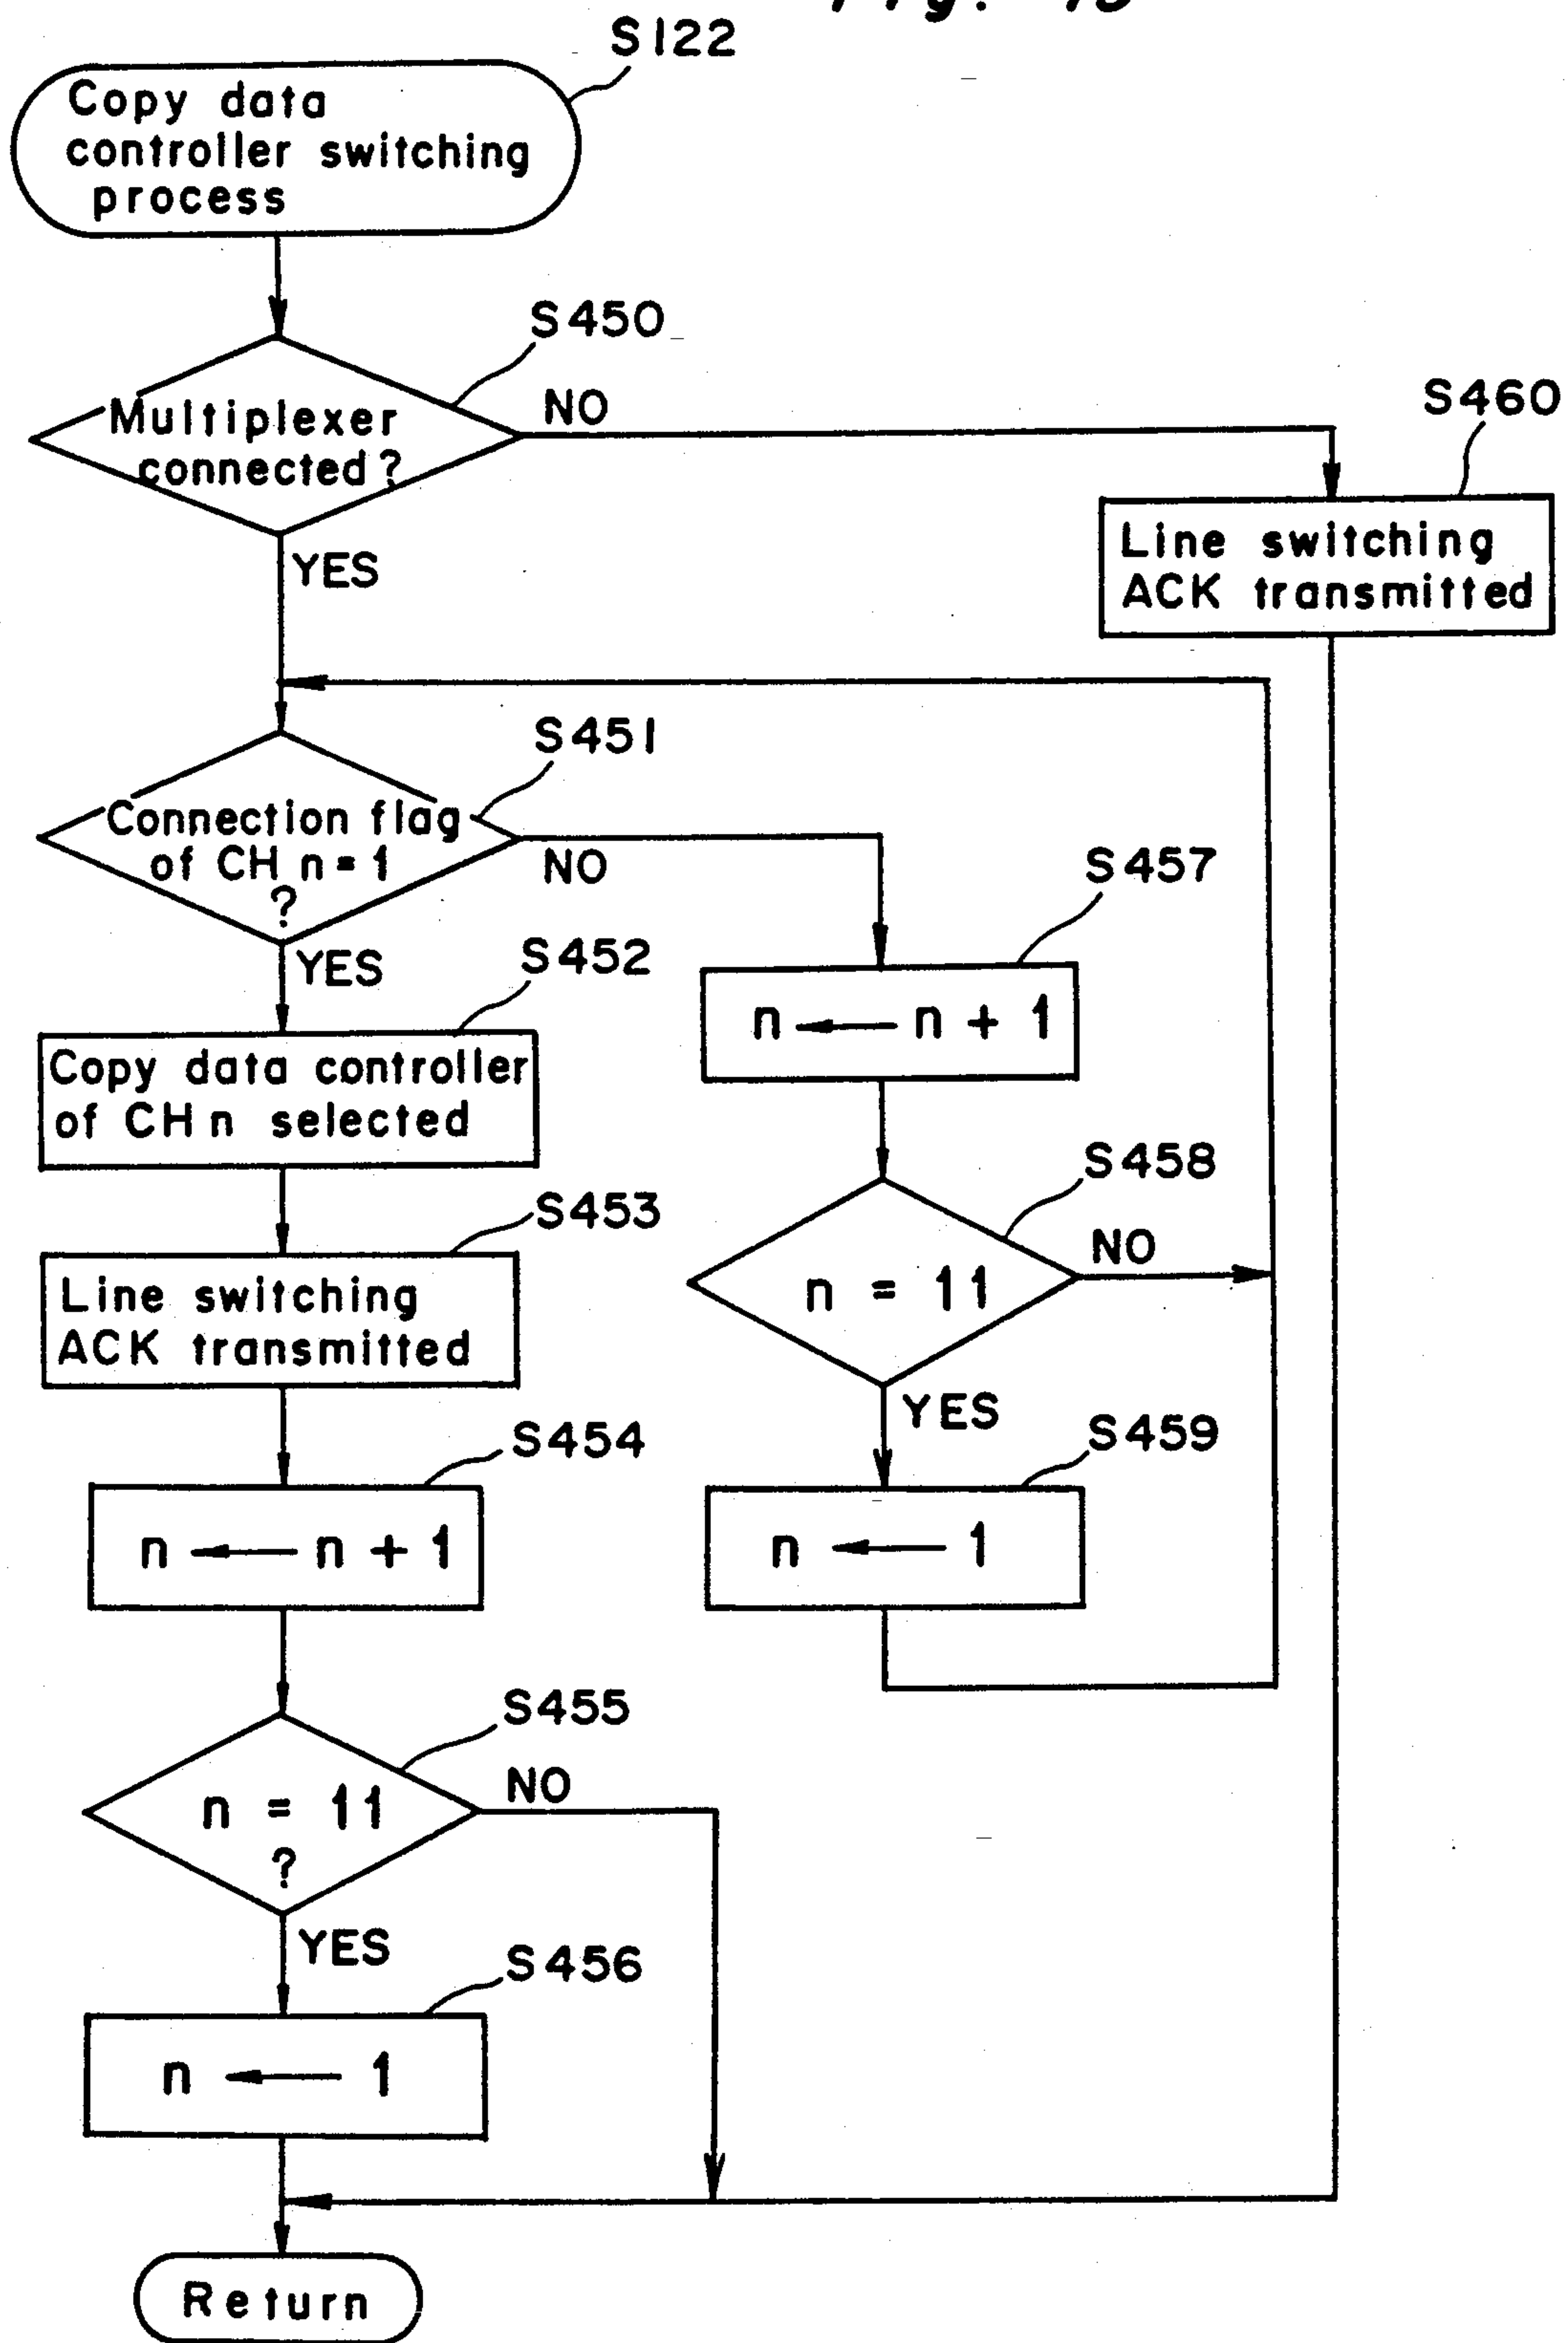 S122
Copy data
controller switching
process
S450
Multiplexer
connected?
NO
YES
S460
Line switching
ACK transmitted
S451
Connection flag
of CH n = 1
?
NO
YES
S452
Copy data controller
of CH n selected
S457
n ← n + 1
S453
Line switching
ACK transmitted
S458
n = 11
NO
YES
S454
n ← n + 1
S459
n ← 1
S455
n = 11
?
NO
YES
S456
n ← 1
Return